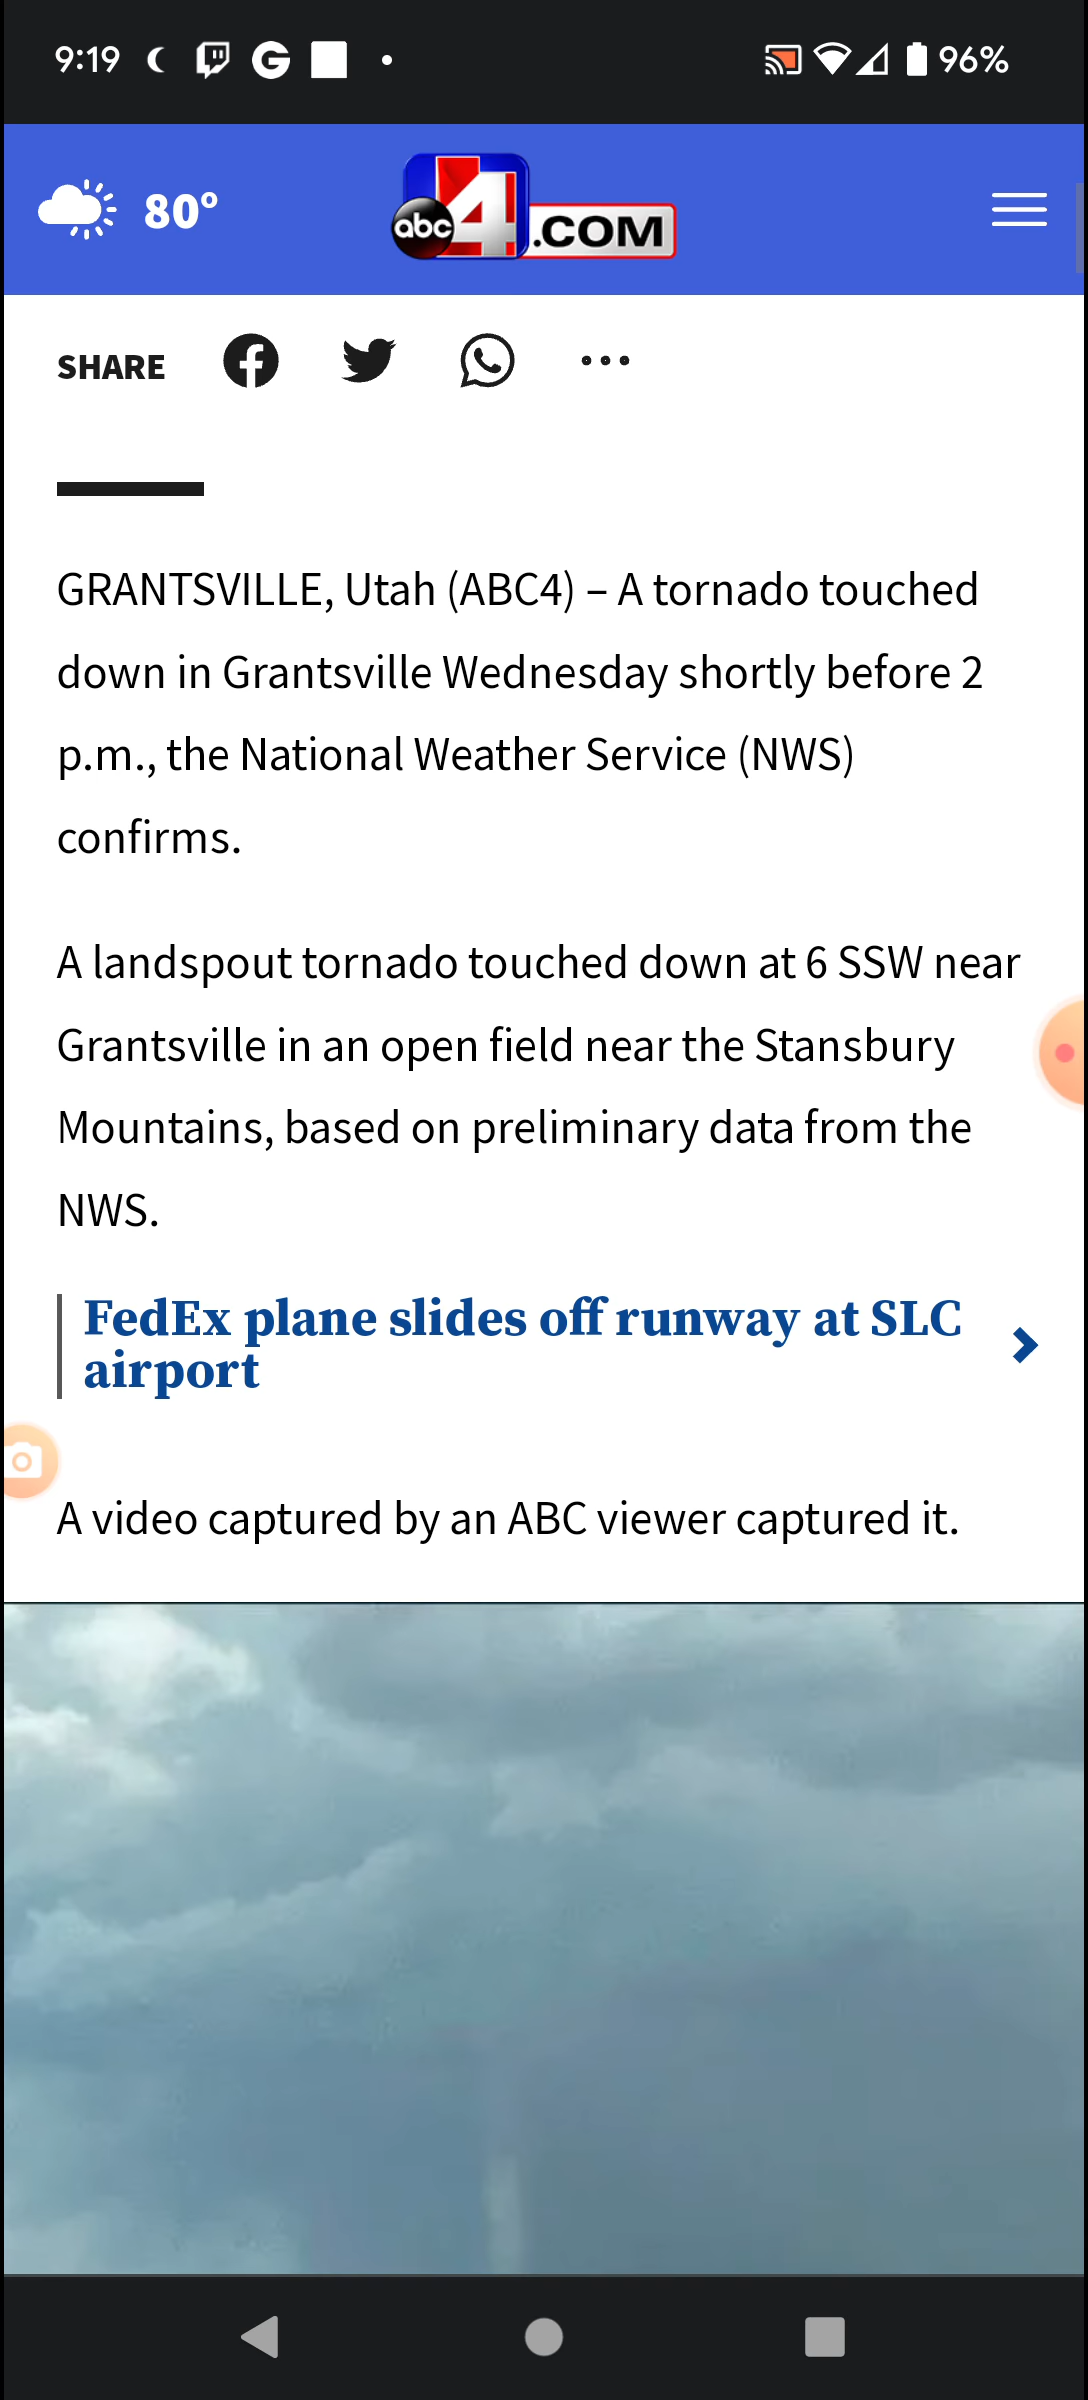 9:19
96%
80°
abc 4.COM
SHARE
GRANTSVILLE, Utah (ABC4) – A tornado touched
down in Grantsville Wednesday shortly before 2
p.m., the National Weather Service (NWS)
confirms.
A landspout tornado touched down at 6 SSW near
Grantsville in an open field near the Stansbury
Mountains, based on preliminary data from the
NWS.
FedEx plane slides off runway at SLC
airport
A video captured by an ABC viewer captured it.